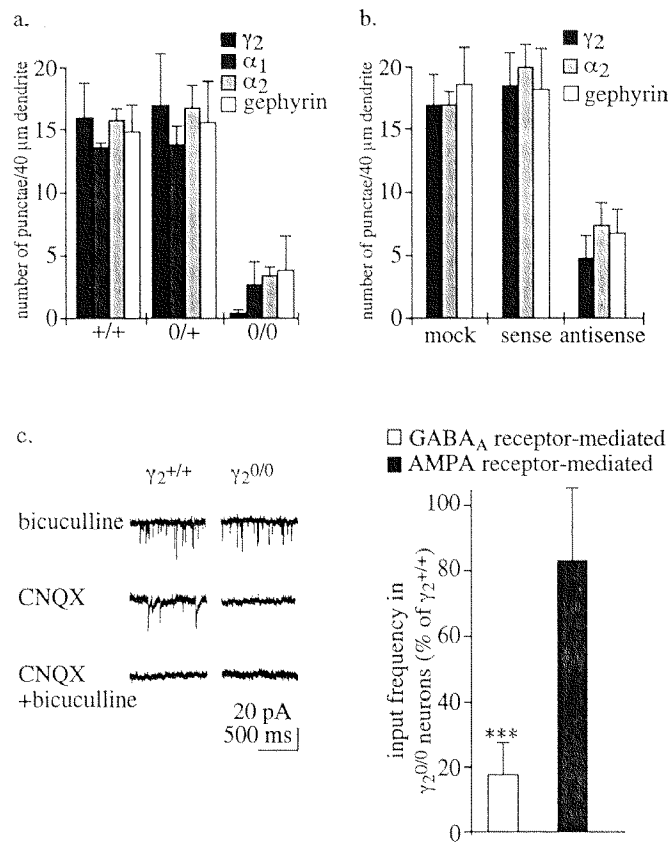 a.
γ2
α1
α2
gephyrin
number of punctae/40 µm dendrite
20
15
10
5
0
+/+ 0/+ 0/0
b.
γ2
α2
gephyrin
number of punctae/40 µm dendrite
20
15
10
5
0
mock sense antisense
c.
γ2+/+ γ20/0
bicuculline
CNQX
CNQX
+bicuculline
20 pA
500 ms
GABAA receptor-mediated
AMPA receptor-mediated
input frequency in
γ20/0 neurons (% of γ2+/+)
100
80
60
40
20
0
***